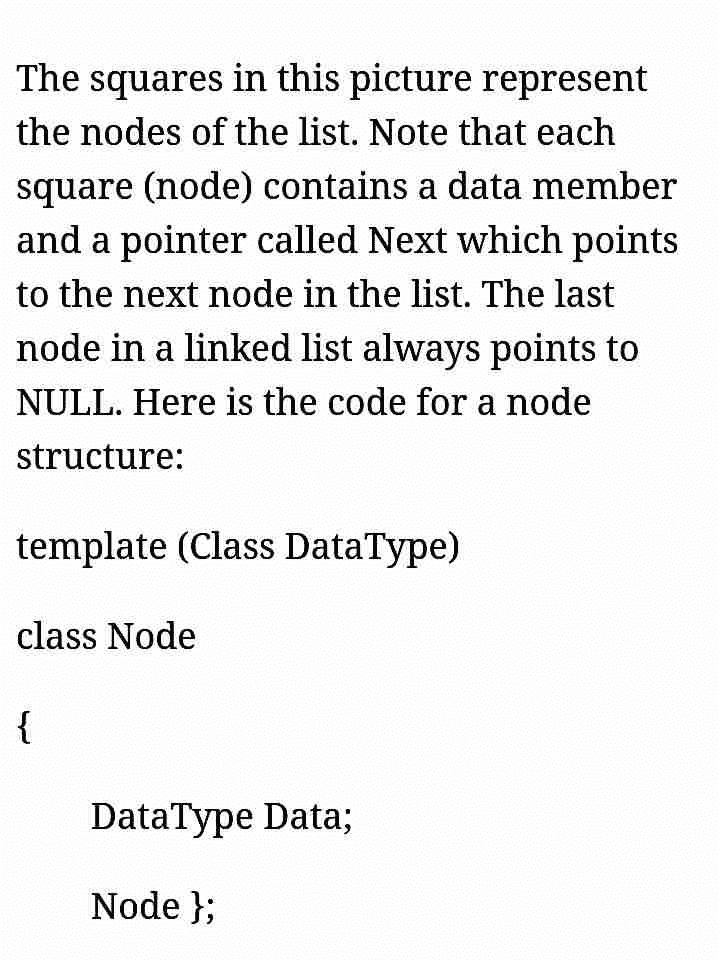 The squares in this picture represent
the nodes of the list. Note that each
square (node) contains a data member
and a pointer called Next which points
to the next node in the list. The last
node in a linked list always points to
NULL. Here is the code for a node
structure:
template (Class DataType)
class Node
{
DataType Data;
Node };